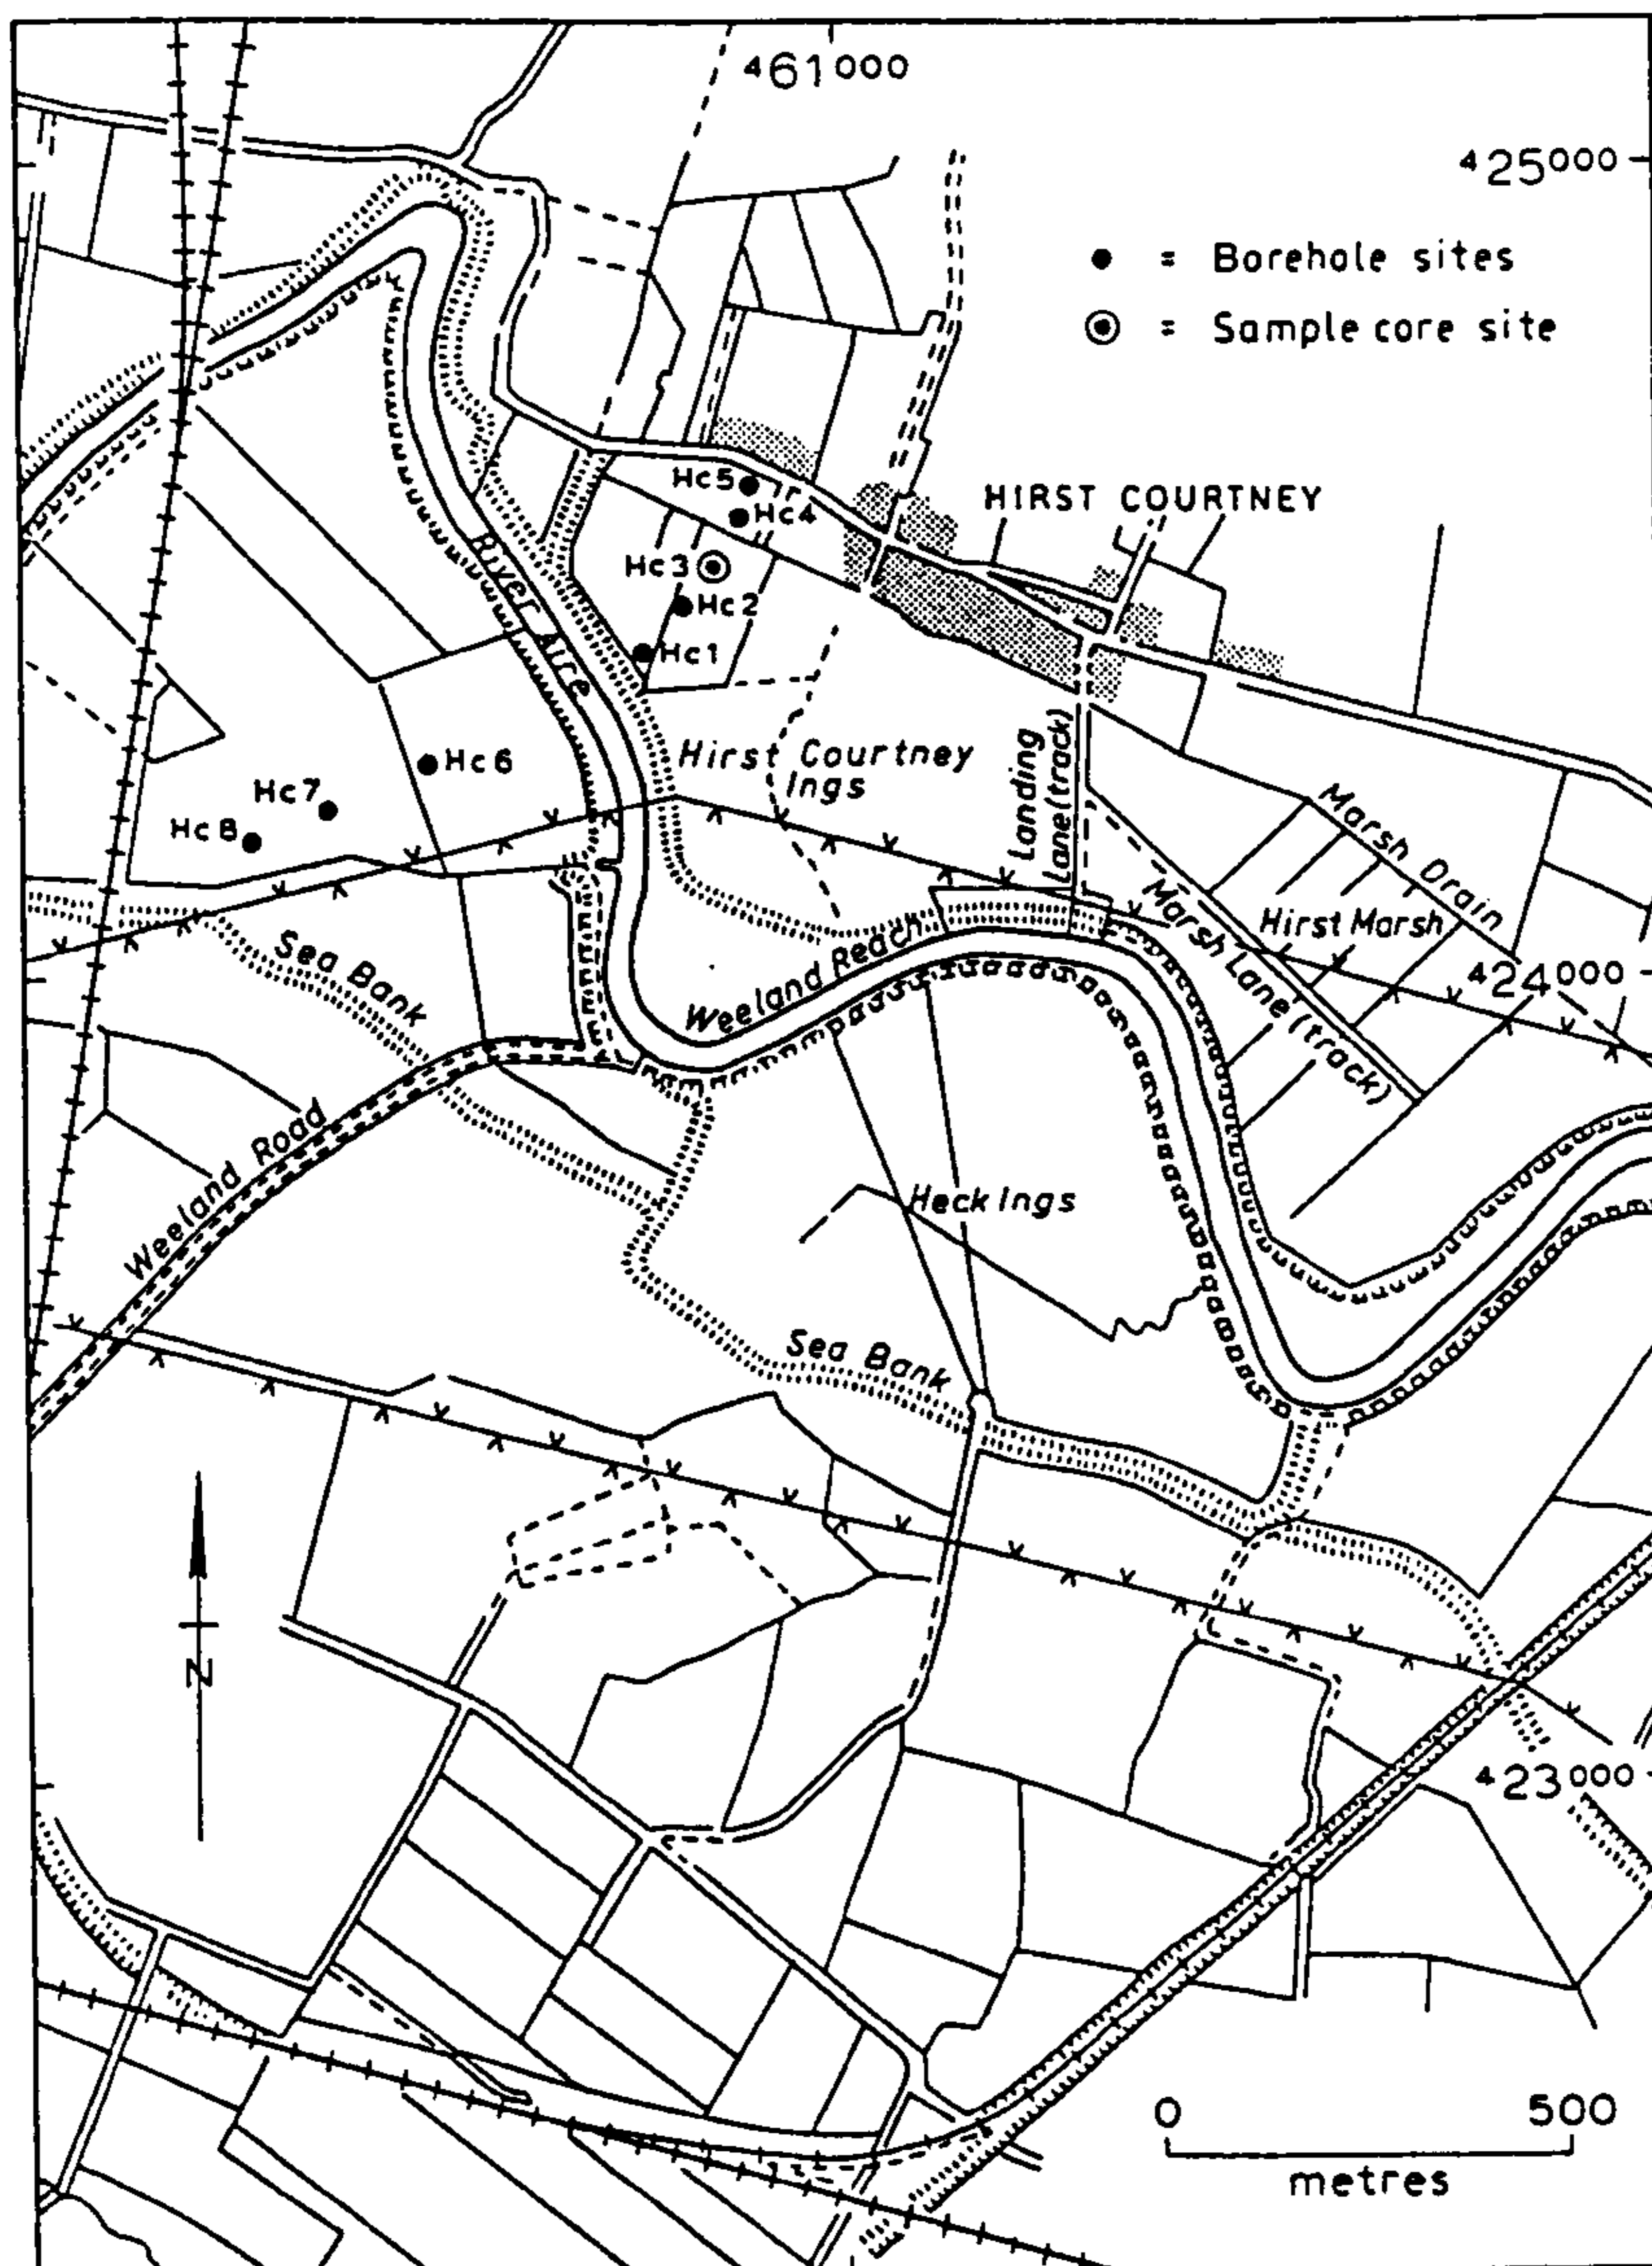 461000
425000
● = Borehole sites
◉ = Sample core site
Hc5
HIRST COURTNEY
Hc4
Hc3
Hc2
River Aire
Hc1
Hirst Courtney
Ings
Landing
Lane (track)
Hc6
Hc7
Hc8
Marsh Drain
Hirst Marsh
Marsh Lane (track)
424000
Sea Bank
Weeland Reach
Weeland Road
Heck Ings
Sea Bank
N
423000
0 500
metres